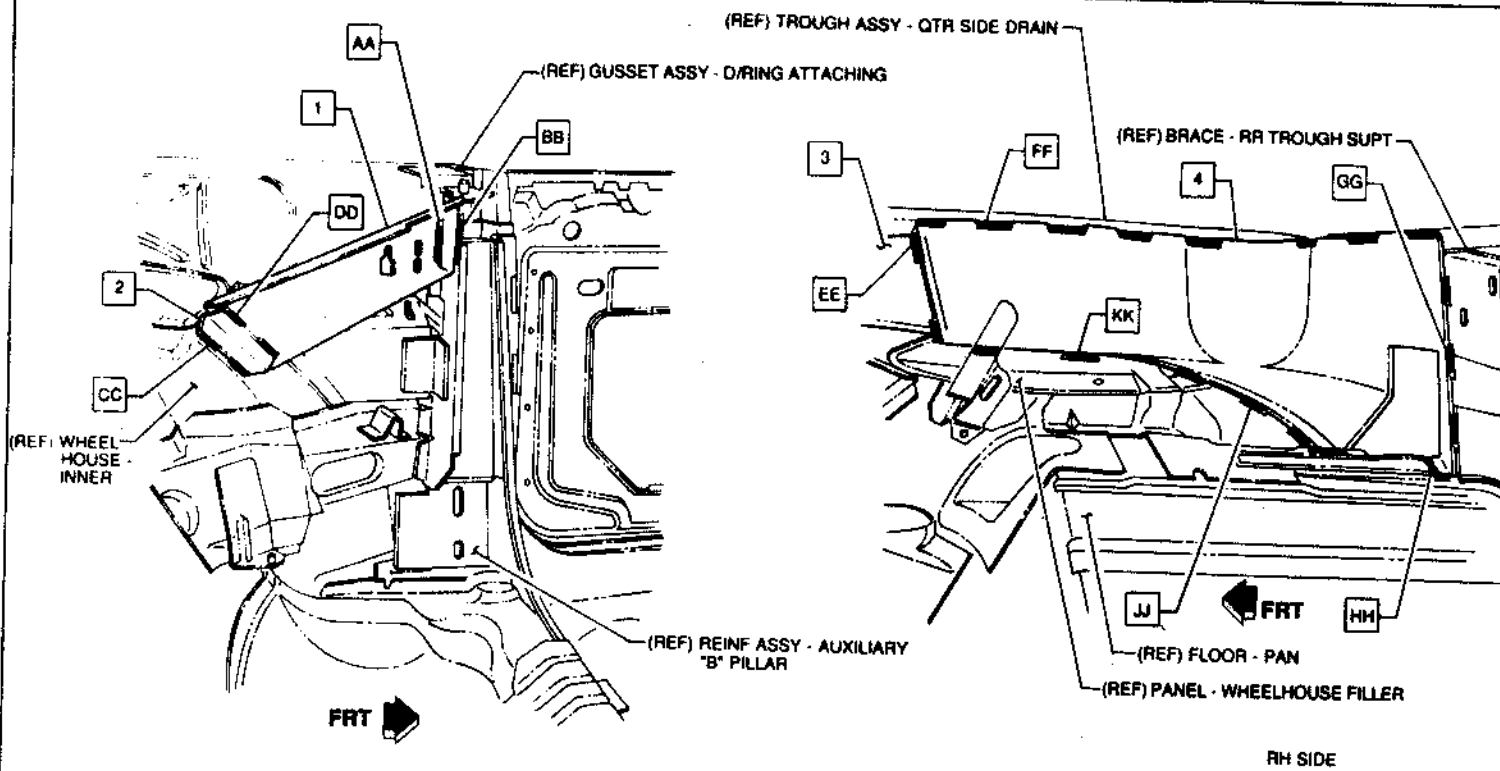 (REF) TROUGH ASSY - QTR SIDE DRAIN
AA
(REF) GUSSET ASSY - D/RING ATTACHING
1
BB
(REF) BRACE - RR TROUGH SUPT
3
FF
4
GG
DD
2
EE
KK
CC
(REF) WHEEL
HOUSE -
INNER
JJ
FRT
HH
(REF) REINF ASSY - AUXILIARY
"B" PILLAR
(REF) FLOOR - PAN
(REF) PANEL - WHEELHOUSE FILLER
FRT
RH SIDE